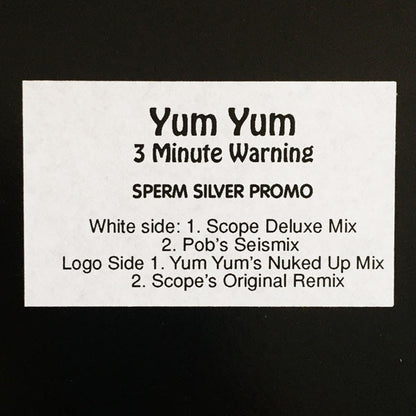 Yum Yum
3 Minute Warning
SPERM SILVER PROMO
White side: 1. Scope Deluxe Mix
2. Pob's Seismix
Logo Side 1. Yum Yum's Nuked Up Mix
2. Scope's Original Remix